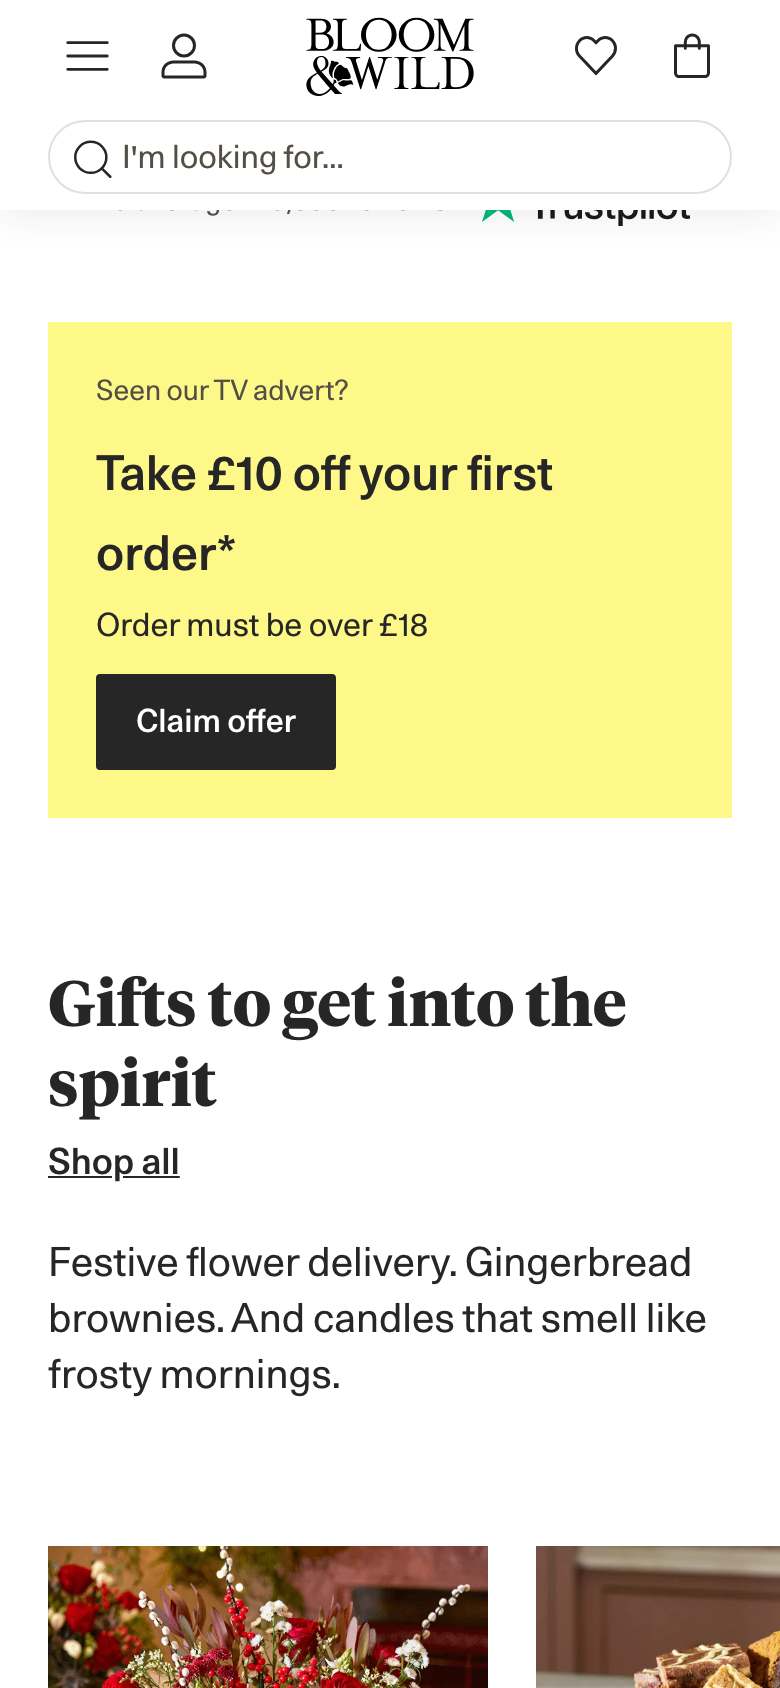 BLOOM
&WILD
I'm looking for...
Trustpilot
Seen our TV advert?
Take £10 off your first
order*
Order must be over £18
Claim offer
Gifts to get into the
spirit
Shop all
Festive flower delivery. Gingerbread
brownies. And candles that smell like
frosty mornings.